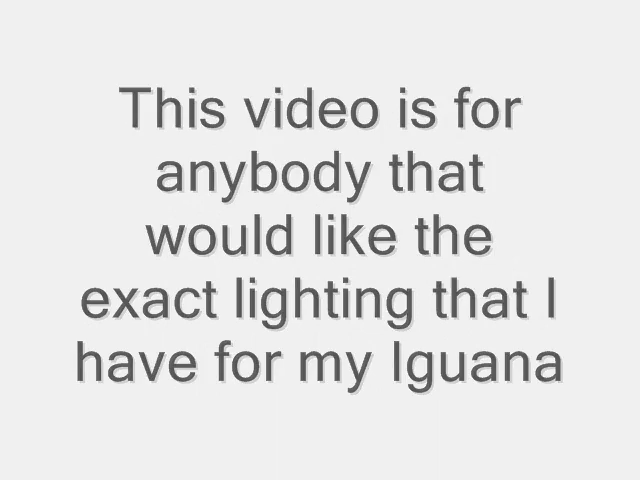 This video is for
anybody that
would like the
exact lighting that I
have for my Iguana